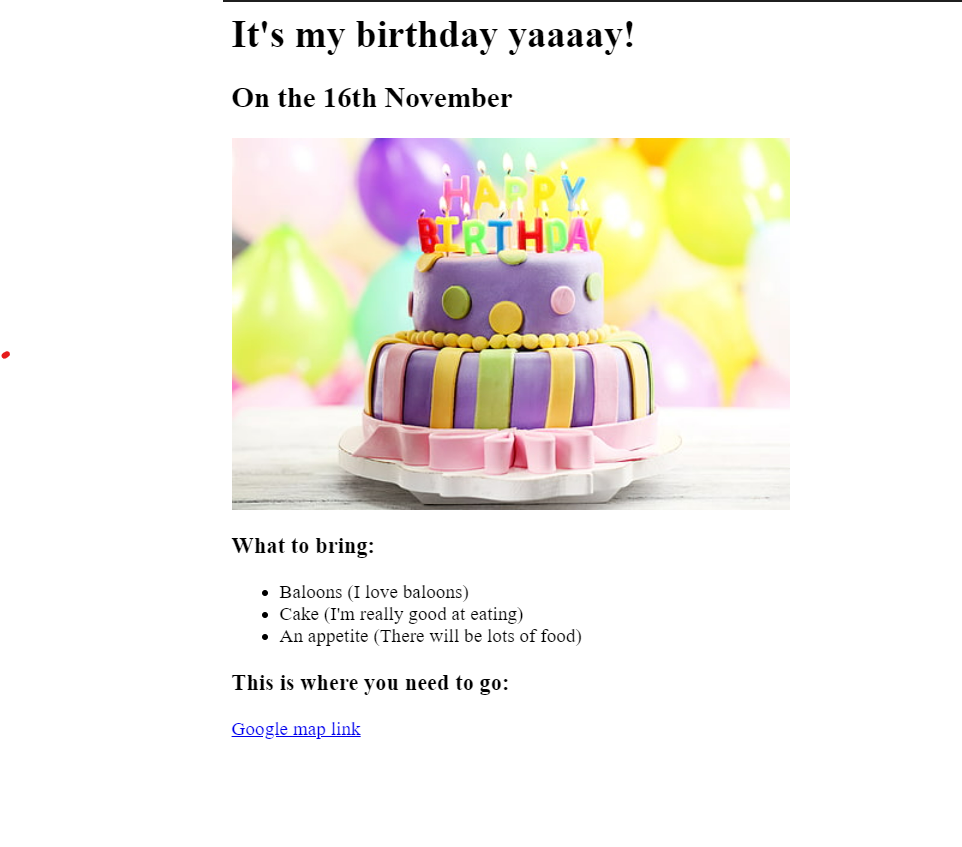 It's my birthday yaaaay!
On the 16th November
HAPPY
BIRTHDAY
What to bring:
Baloons (I love baloons)
Cake (I'm really good at eating)
An appetite (There will be lots of food)
This is where you need to go:
Google map link